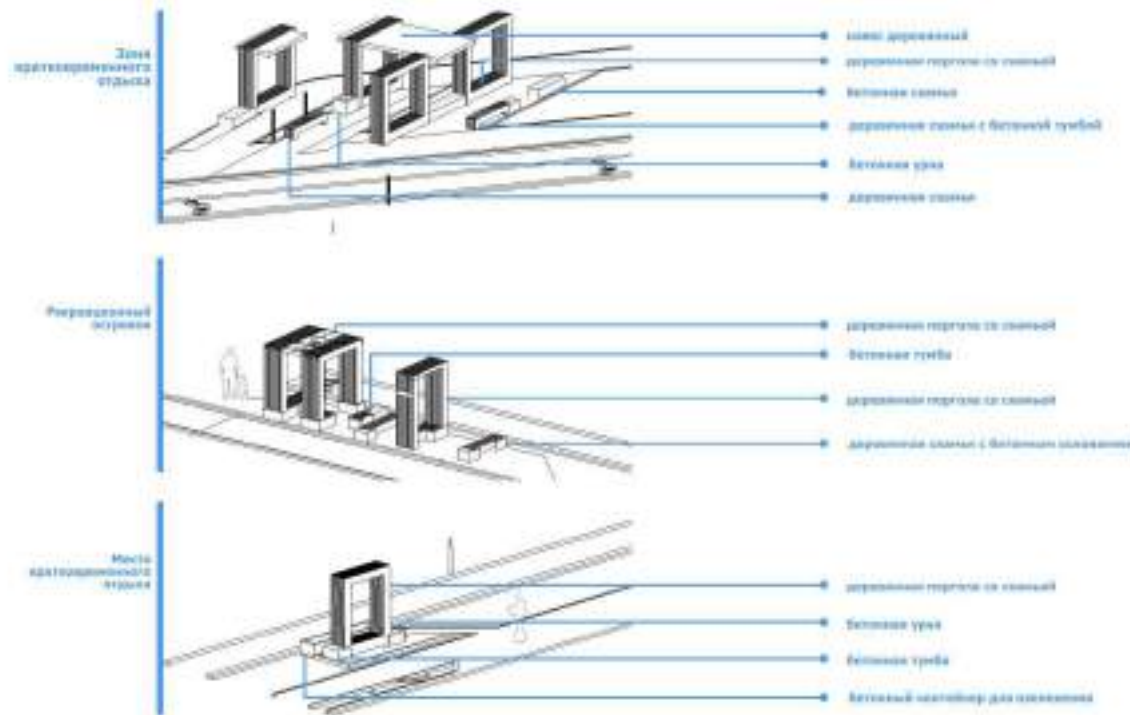 Зона
кратковременного
отдыха
навес деревянный
деревянная пергола со скамьей
бетонная скамья
деревянная скамья с бетонной тумбой
бетонная урна
деревянная скамья
Рекреационный
островок
деревянная пергола со скамьей
бетонная тумба
деревянная пергола со скамьей
деревянная скамья с бетонным основанием
Место
кратковременного
отдыха
деревянная пергола со скамьей
бетонная урна
бетонная тумба
бетонный контейнер для озеленения